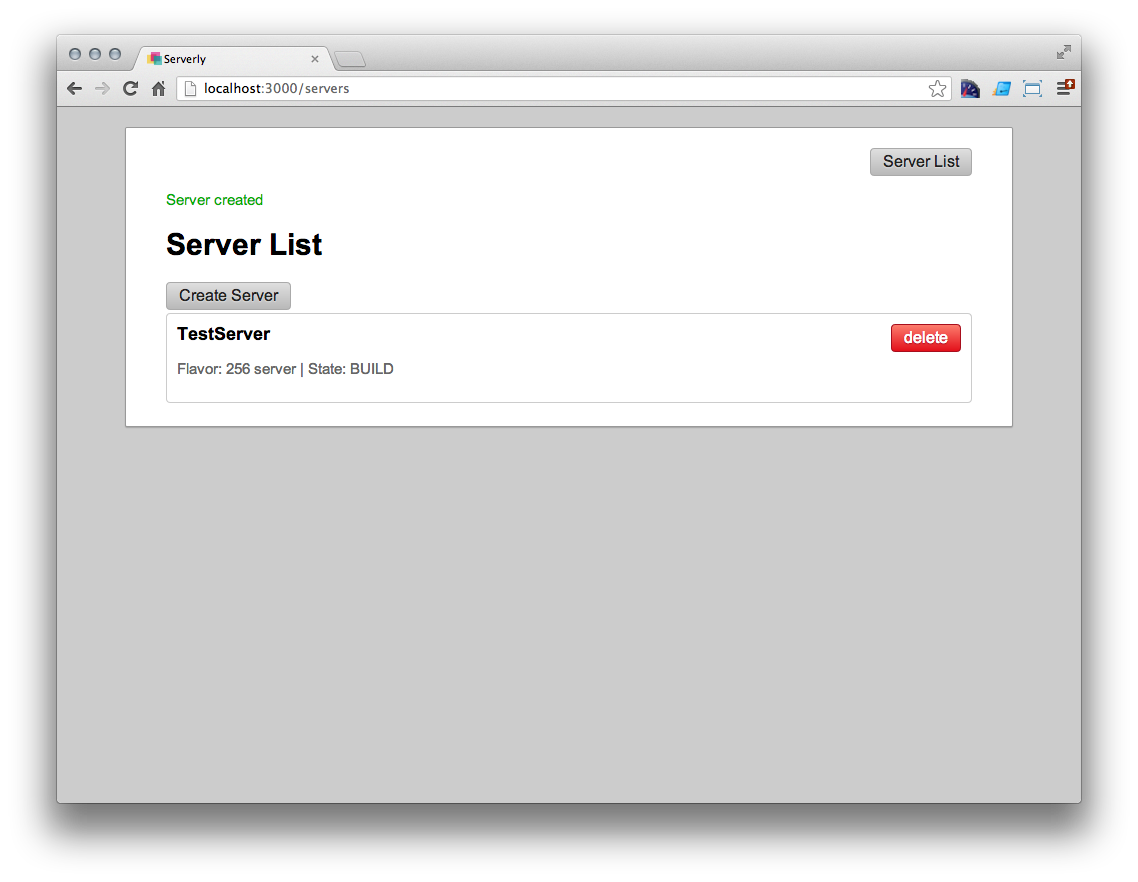 Serverly
localhost:3000/servers
Server List
Server created
Server List
Create Server
TestServer
delete
Flavor: 256 server | State: BUILD